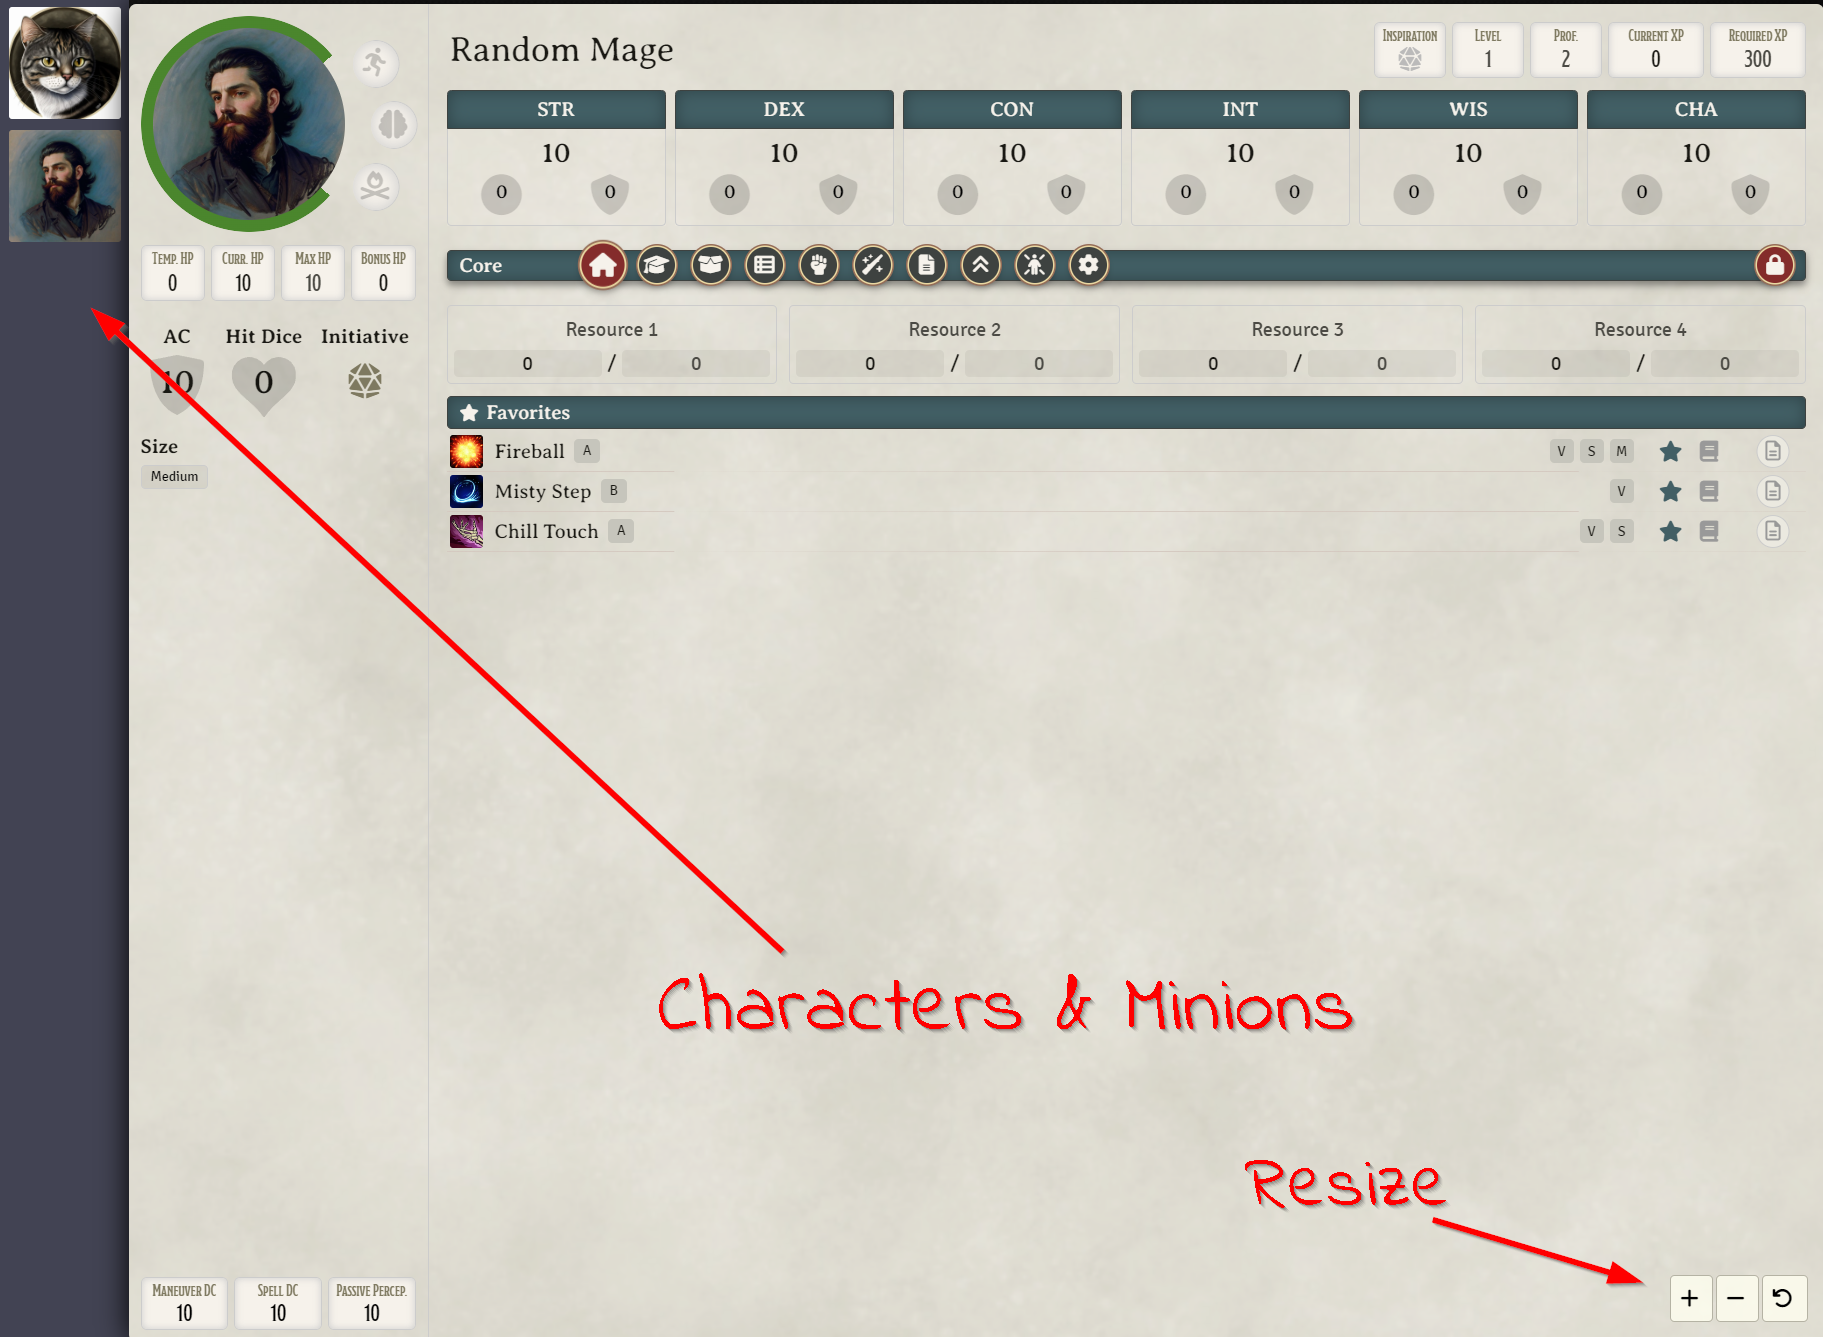 Random Mage
INSPIRATION
LEVEL
1
PROF.
2
CURRENT XP
0
REQUIRED XP
300
STR DEX CON INT WIS CHA
10 10 10 10 10 10
0 0 0 0 0 0 0 0 0 0 0 0
TEMP. HP
0
CURR. HP
10
MAX HP
10
BONUS HP
0
AC Hit Dice Initiative
10 0
Size
Medium
Core
Resource 1
0 / 0
Resource 2
0 / 0
Resource 3
0 / 0
Resource 4
0 / 0
Favorites
Fireball A V S M
Misty Step B V
Chill Touch A V S
Characters & Minions
Resize
MANEUVER DC
10
SPELL DC
10
PASSIVE PERCEP.
10
+ −